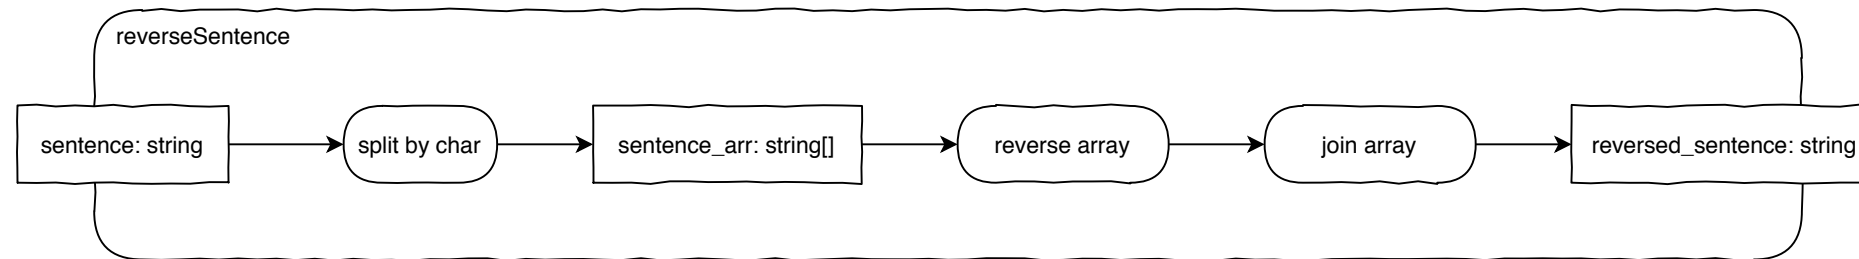 reverseSentence
sentence: string
split by char
sentence_arr: string[]
reverse array
join array
reversed_sentence: string